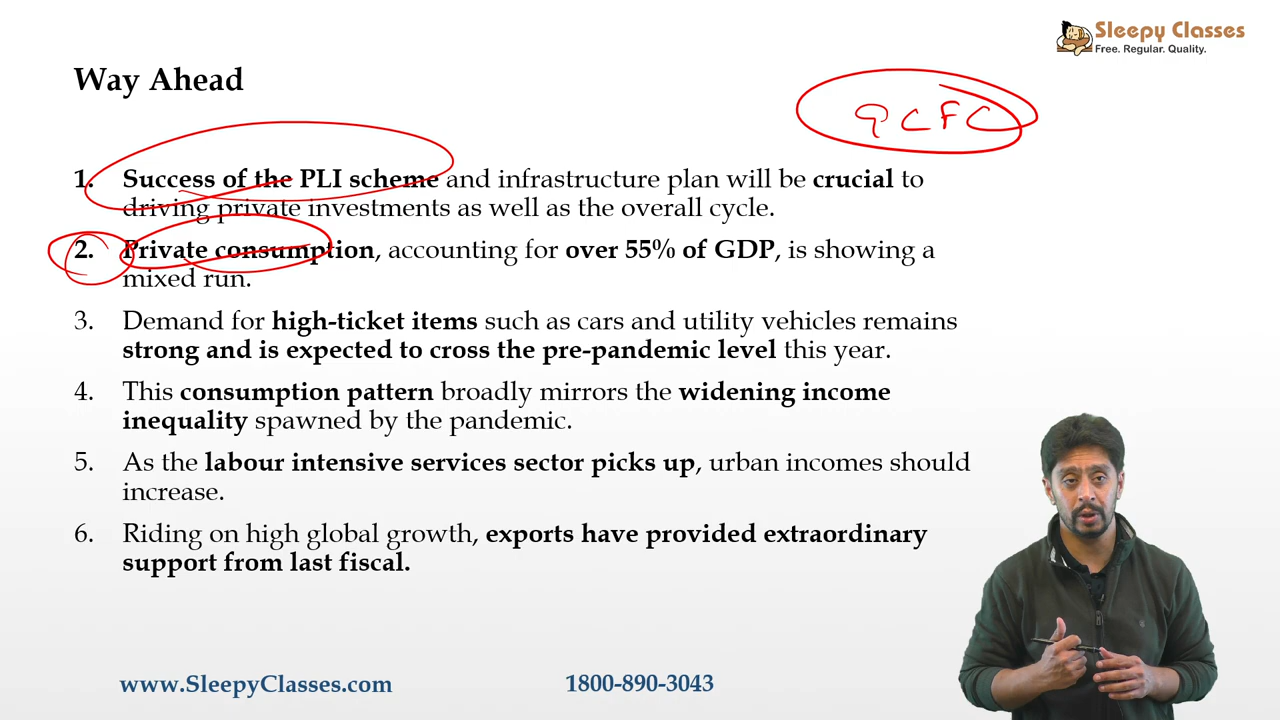 Sleepy Classes
Free. Regular. Quality.
Way Ahead
PCFC
1. Success of the PLI scheme and infrastructure plan will be crucial to
driving private investments as well as the overall cycle.
2. Private consumption, accounting for over 55% of GDP, is showing a
mixed run.
3. Demand for high-ticket items such as cars and utility vehicles remains
strong and is expected to cross the pre-pandemic level this year.
4. This consumption pattern broadly mirrors the widening income
inequality spawned by the pandemic.
5. As the labour intensive services sector picks up, urban incomes should
increase.
6. Riding on high global growth, exports have provided extraordinary
support from last fiscal.
www.SleepyClasses.com
1800-890-3043